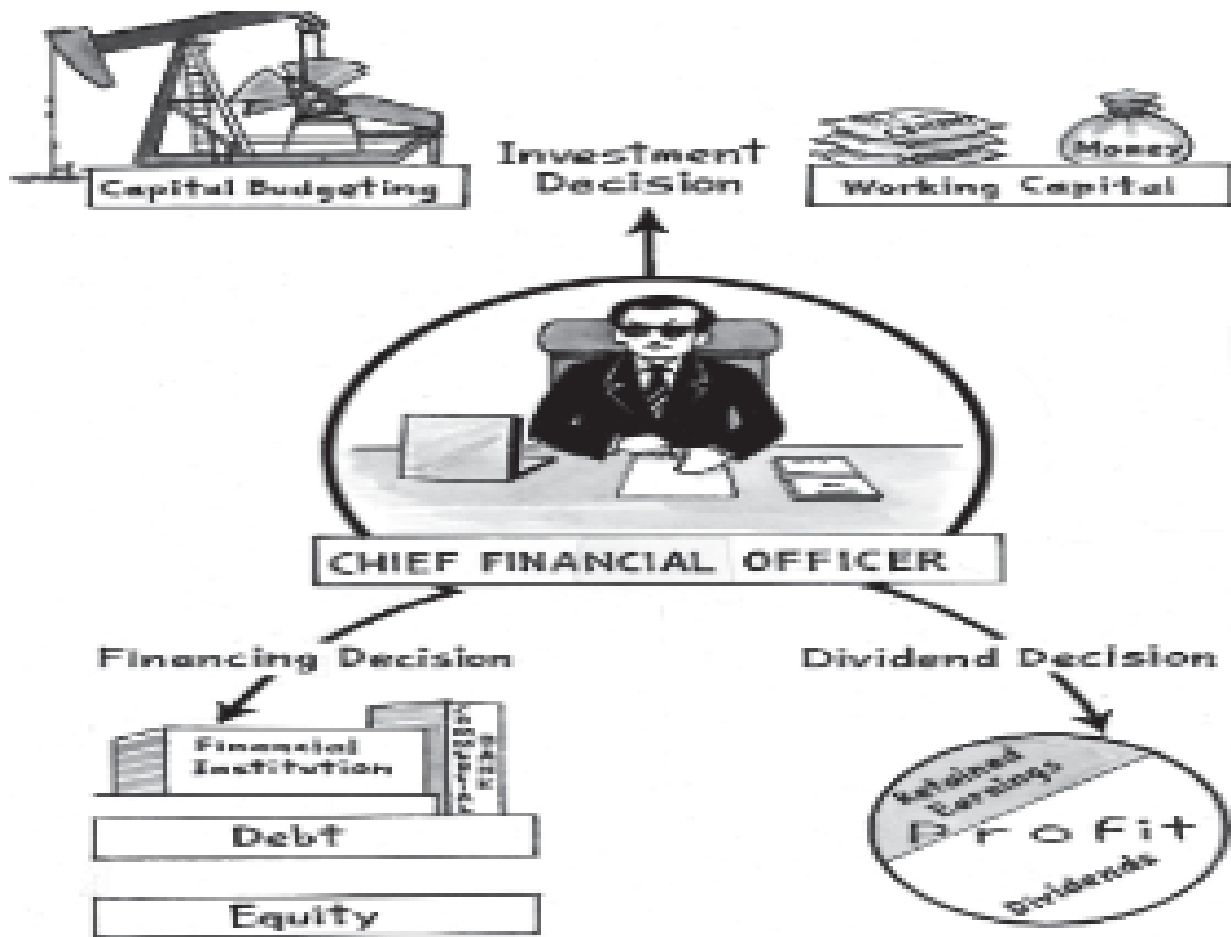 Investment
Decision
Capital Budgeting
Money
Working Capital
CHIEF FINANCIAL OFFICER
Financing Decision
Dividend Decision
Financial
Institution
Debt
Equity
Retained
Earnings
Profit
Dividends